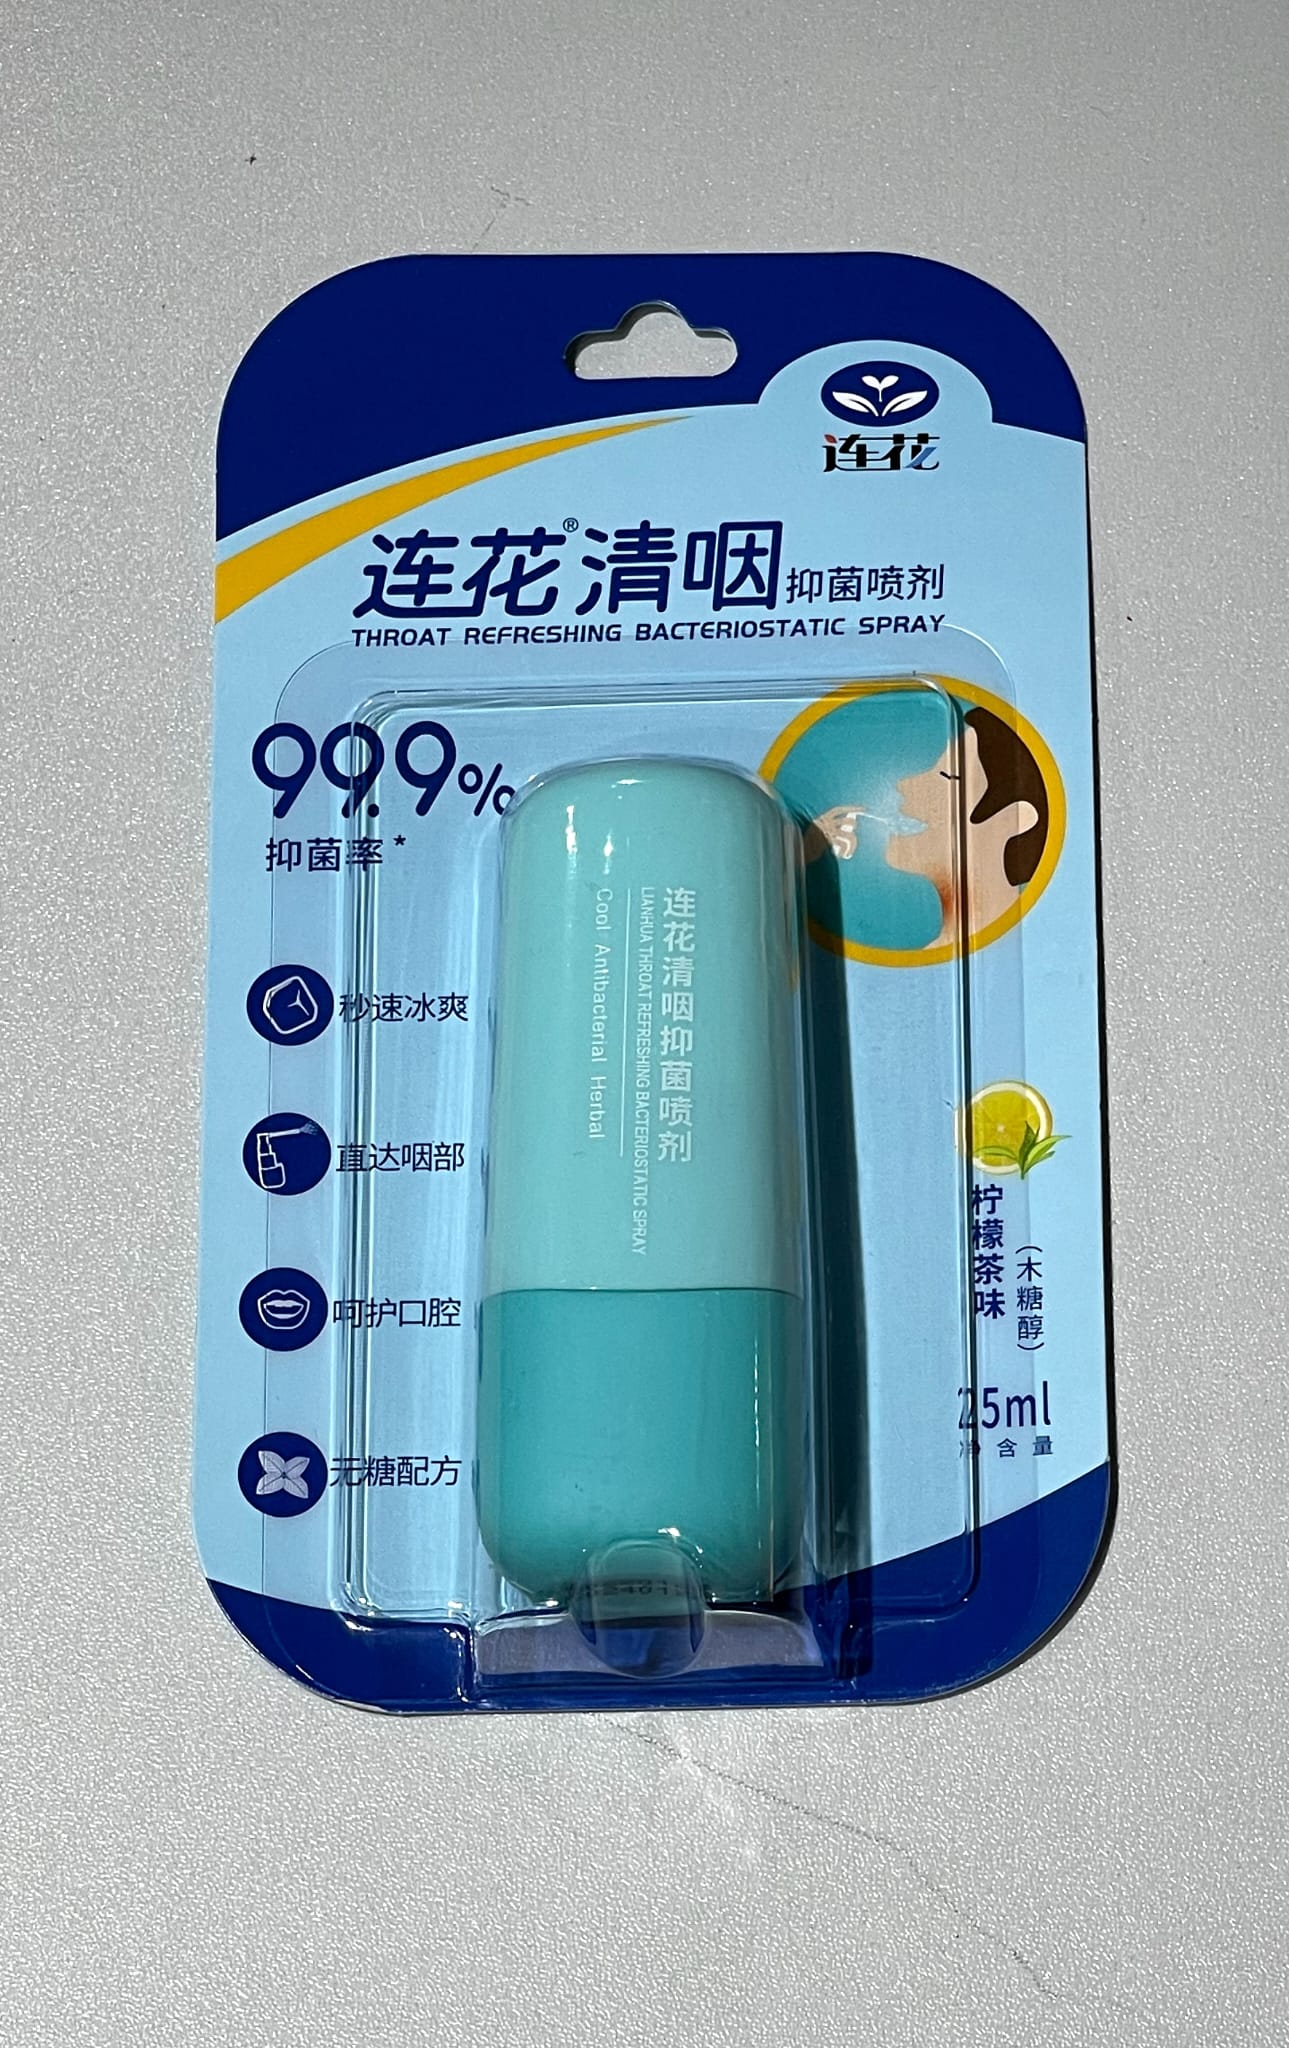 连花
连花®清咽抑菌喷剂
THROAT REFRESHING BACTERIOSTATIC SPRAY
99.9%
抑菌率*
秒速冰爽
直达咽部
呵护口腔
无糖配方
连花清咽抑菌喷剂
LIANHUA THROAT REFRESHING BACTERIOSTATIC SPRAY
Cool Antibacterial Herbal
柠檬茶味
(木糖醇)
25ml
净含量